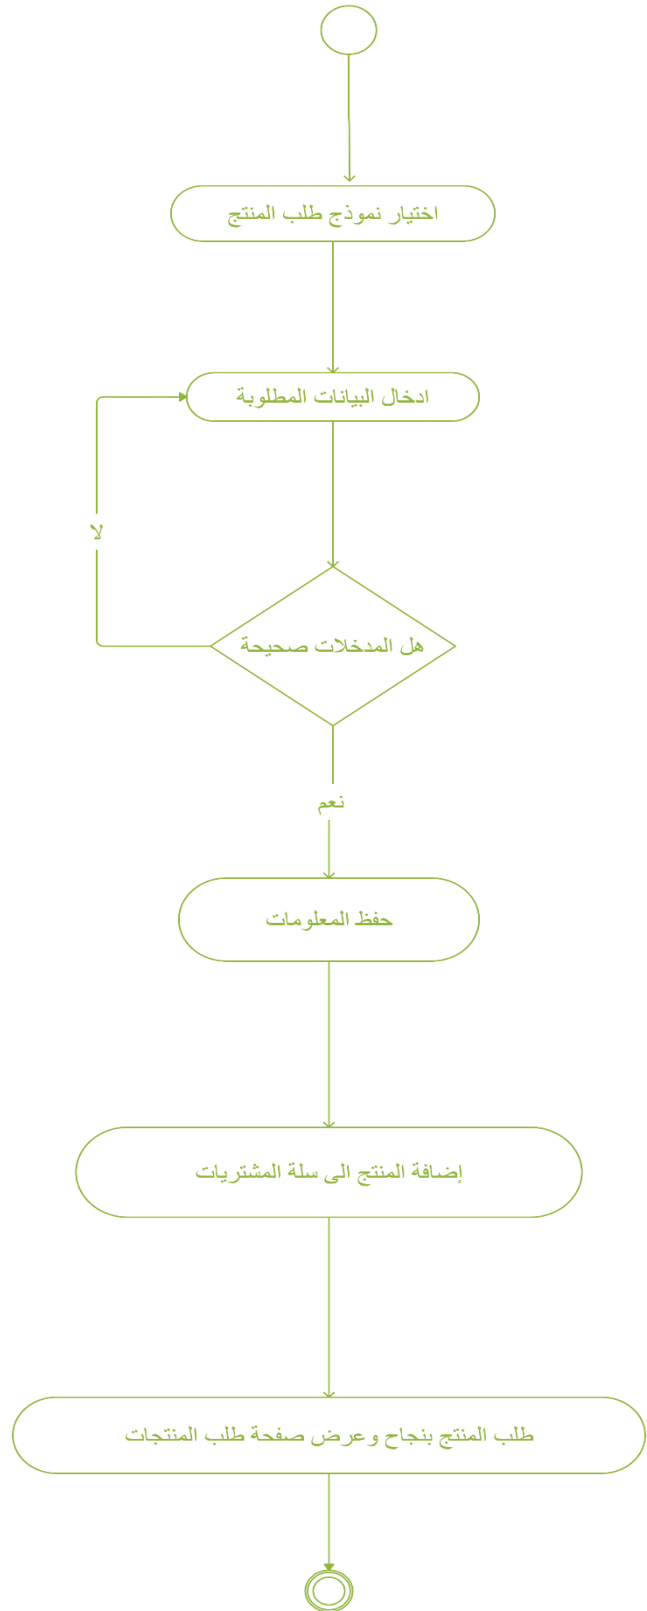 اختيار نموذج طلب المنتج
ادخال البيانات المطلوبة
لا
هل المدخلات صحيحة
نعم
حفظ المعلومات
إضافة المنتج الى سلة المشتريات
طلب المنتج بنجاح وعرض صفحة طلب المنتجات